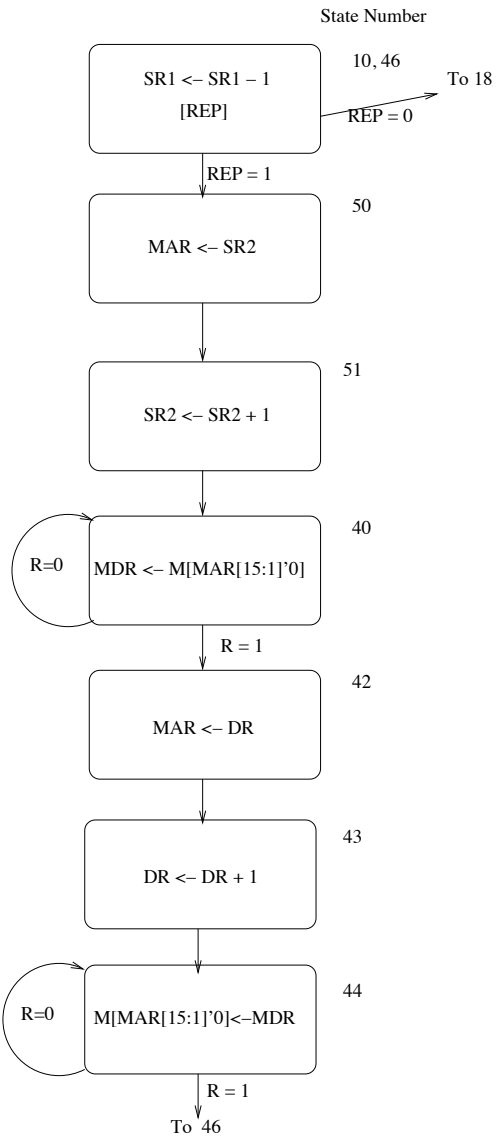 State Number
SR1 <– SR1 – 1
[REP]
10, 46
To 18
REP = 0
REP = 1
50
MAR <– SR2
51
SR2 <– SR2 + 1
40
R=0
MDR <– M[MAR[15:1]'0]
R = 1
42
MAR <– DR
43
DR <– DR + 1
44
R=0
M[MAR[15:1]'0]<–MDR
R = 1
To 46